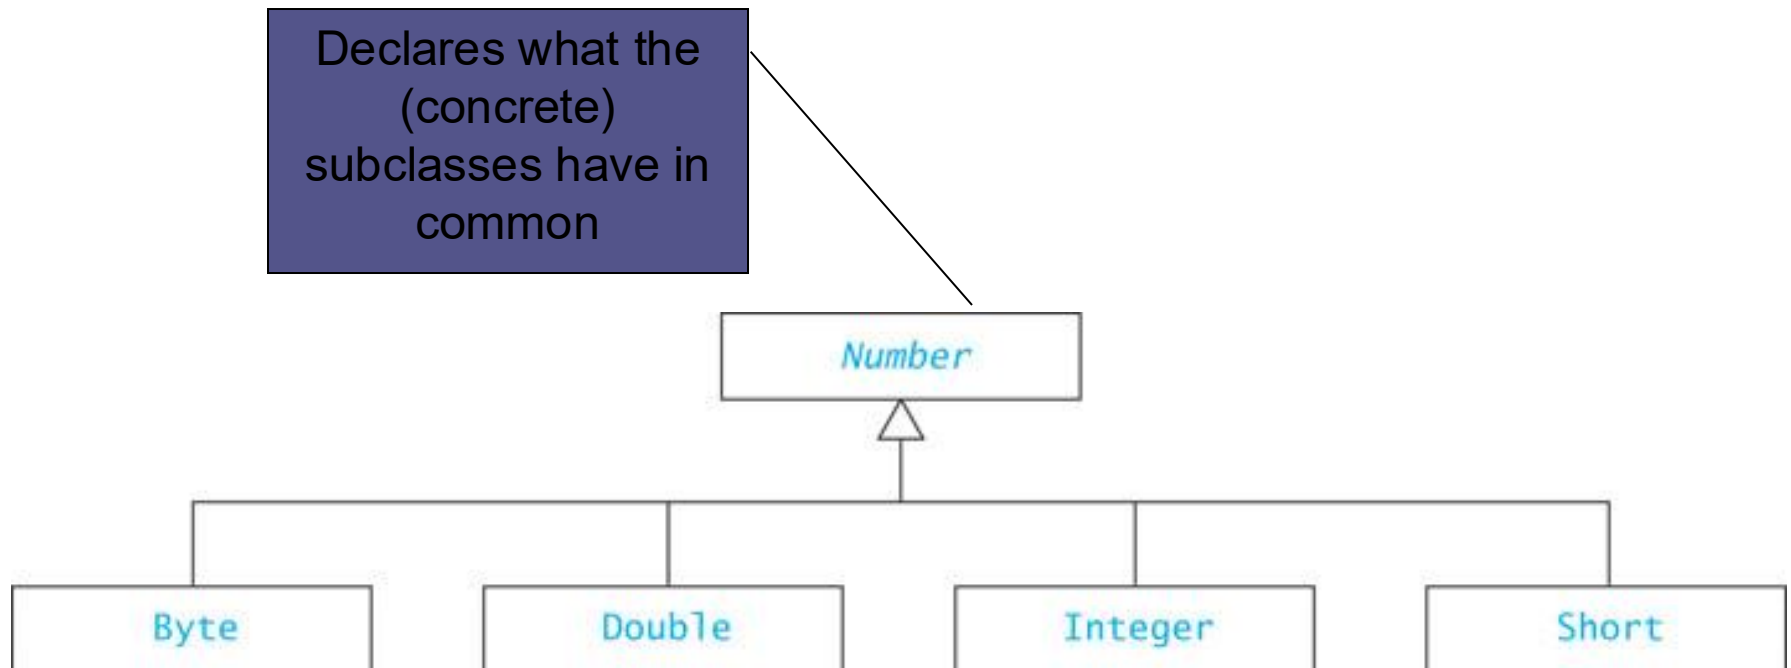 Declares what the
(concrete)
subclasses have in
common
Number
Byte
Double
Integer
Short